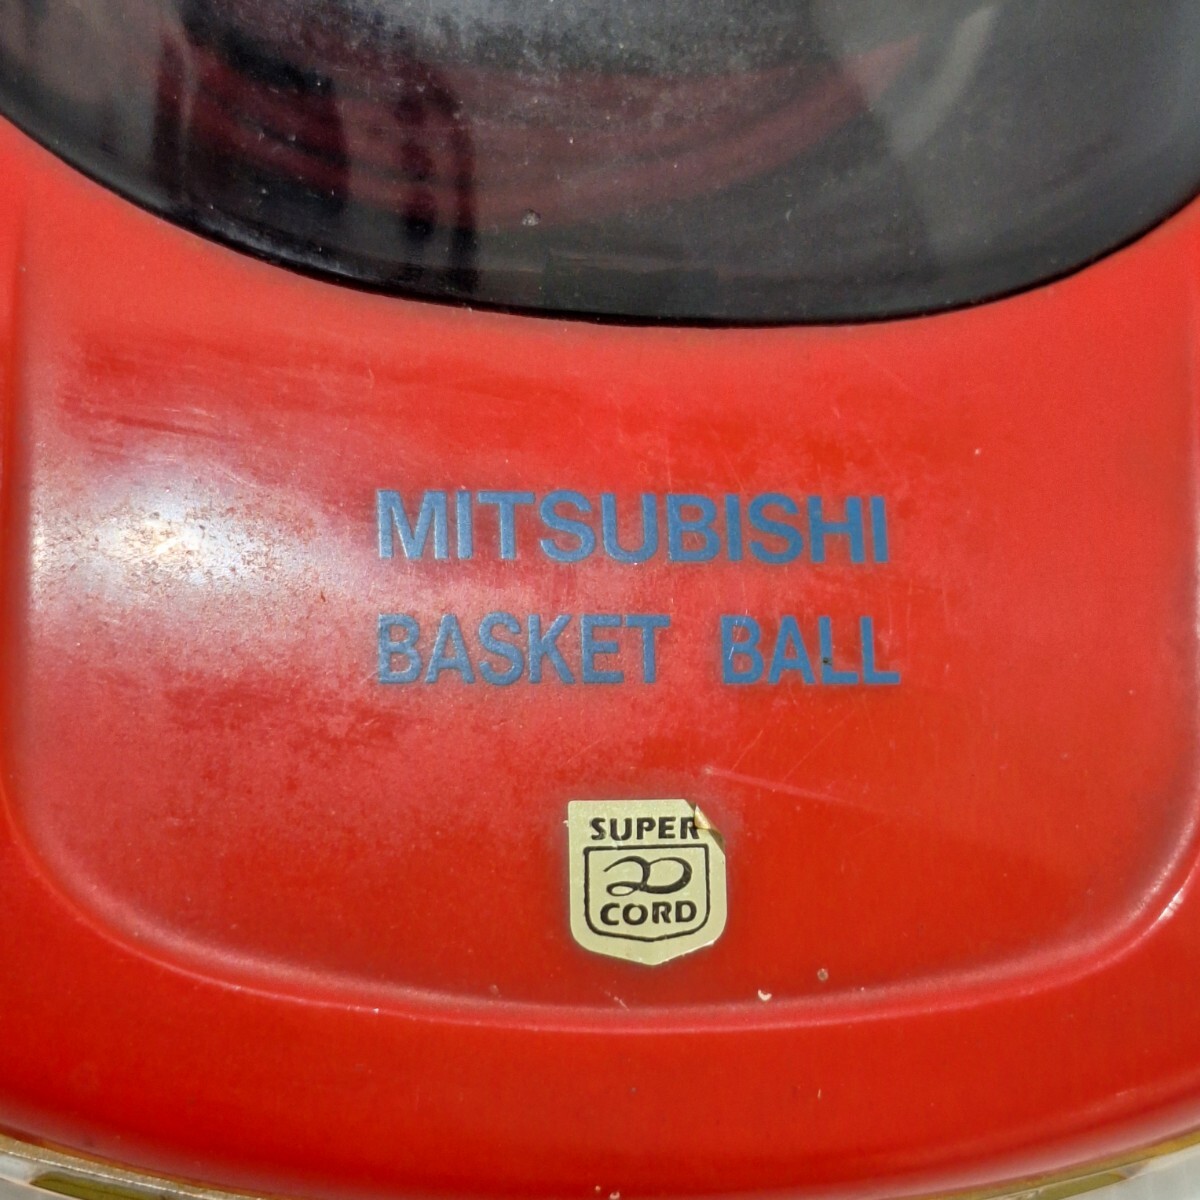 MITSUBISHI
BASKET BALL
SUPER
20
CORD